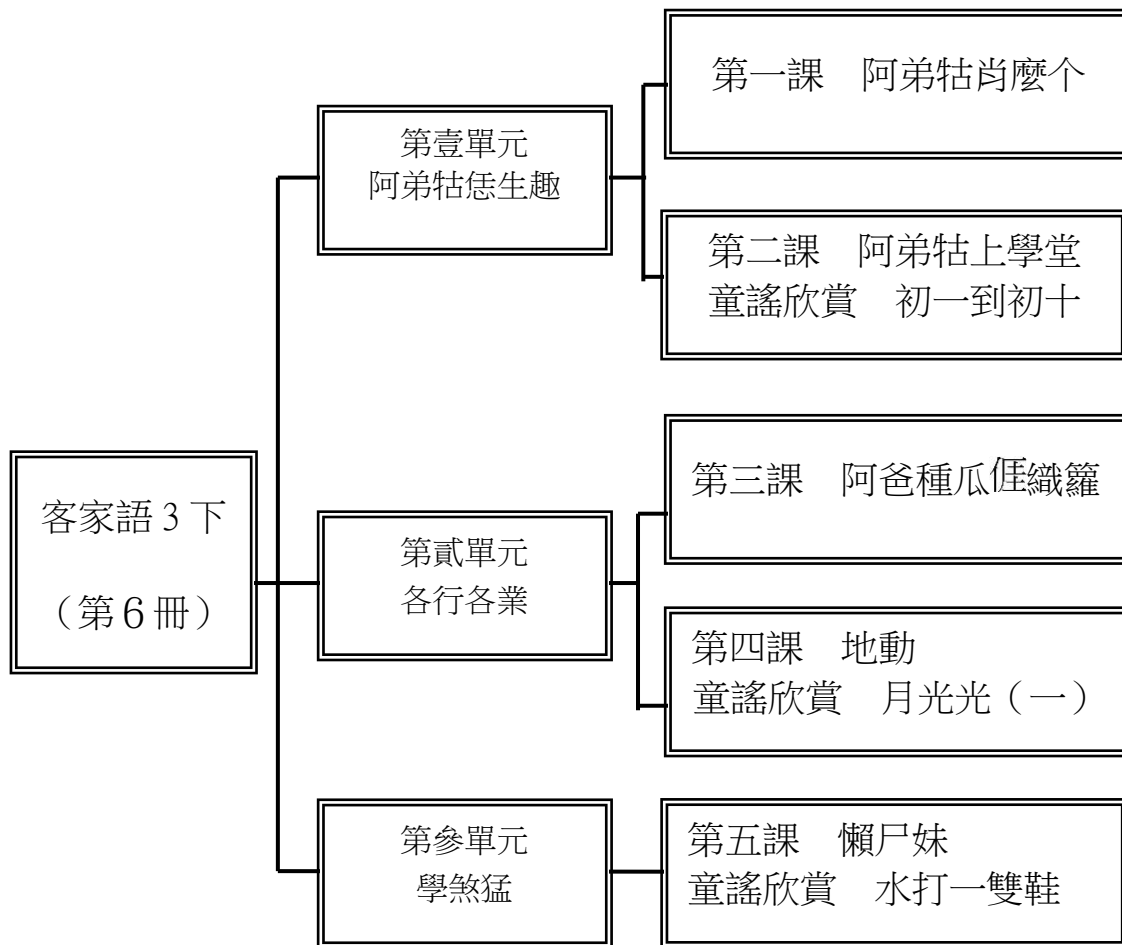 客家語3下
（第6冊）
第壹單元
阿弟牯恁生趣
第一課　阿弟牯肖麼个
第二課　阿弟牯上學堂
童謠欣賞　初一到初十
第貳單元
各行各業
第三課　阿爸種瓜𠊎織籮
第四課　地動
童謠欣賞　月光光（一）
第參單元
學煞猛
第五課　懶尸妹
童謠欣賞　水打一雙鞋